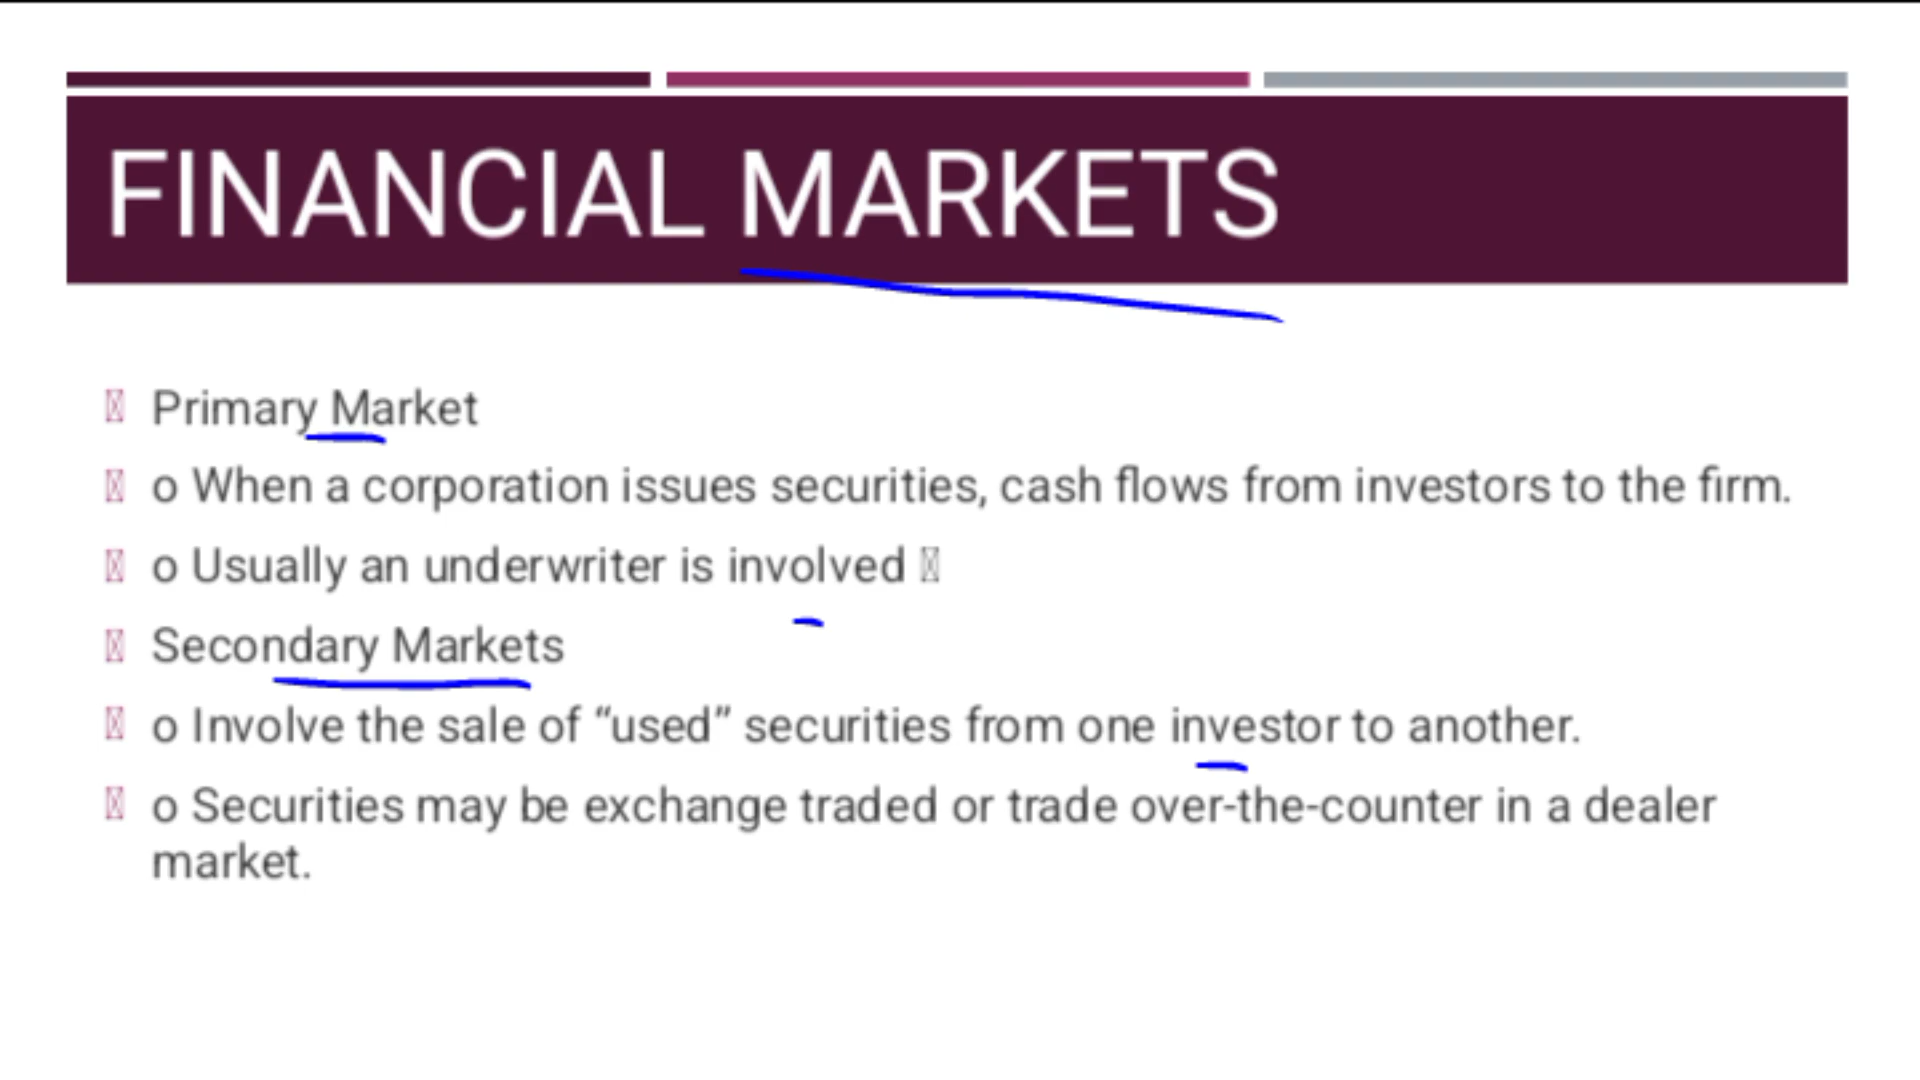 FINANCIAL MARKETS
Primary Market
o When a corporation issues securities, cash flows from investors to the firm.
o Usually an underwriter is involved
Secondary Markets
o Involve the sale of “used” securities from one investor to another.
o Securities may be exchange traded or trade over-the-counter in a dealer
market.